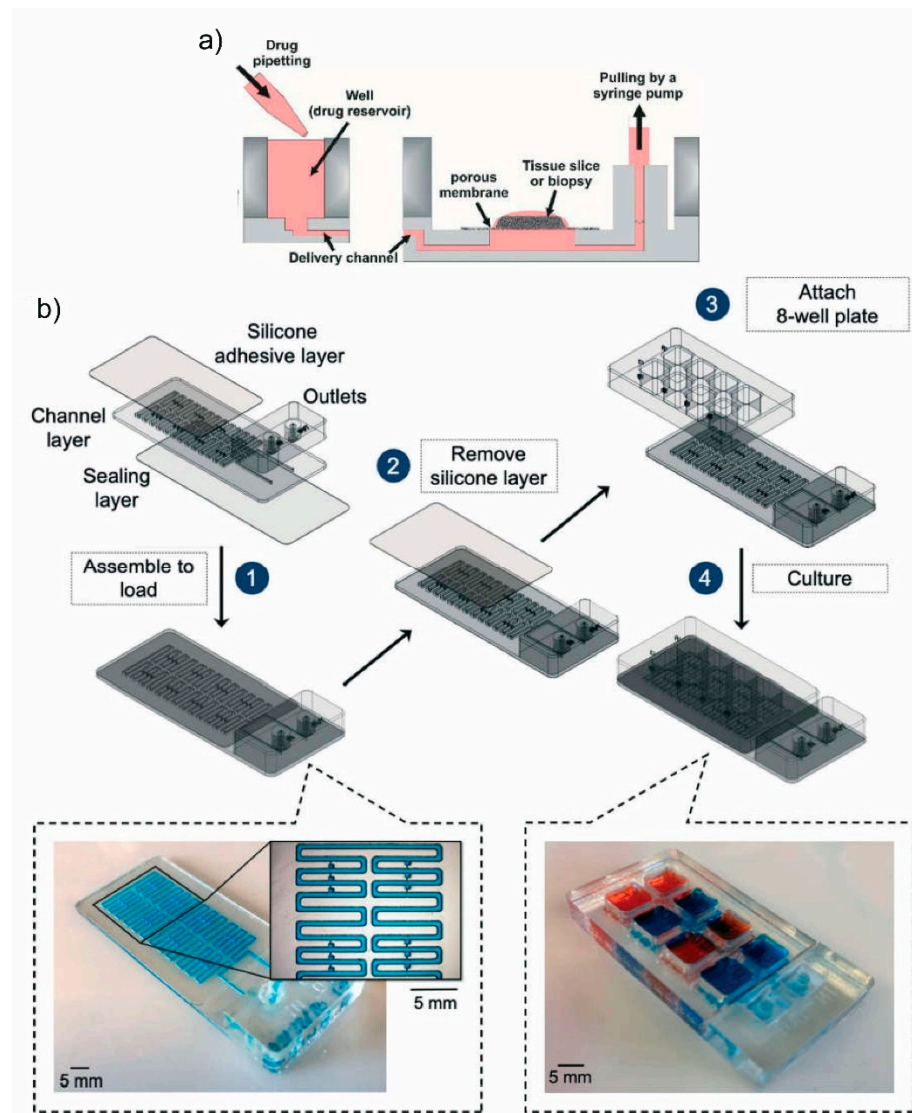 a)
Drug
pipetting
Well
(drug reservoir)
Pulling by a
syringe pump
porous
membrane
Tissue slice
or biopsy
Delivery channel
b)
Silicone
adhesive layer
Outlets
Channel
layer
Sealing
layer
1
Assemble to
load
2
Remove
silicone layer
3
Attach
8-well plate
4
Culture
5 mm
5 mm
5 mm